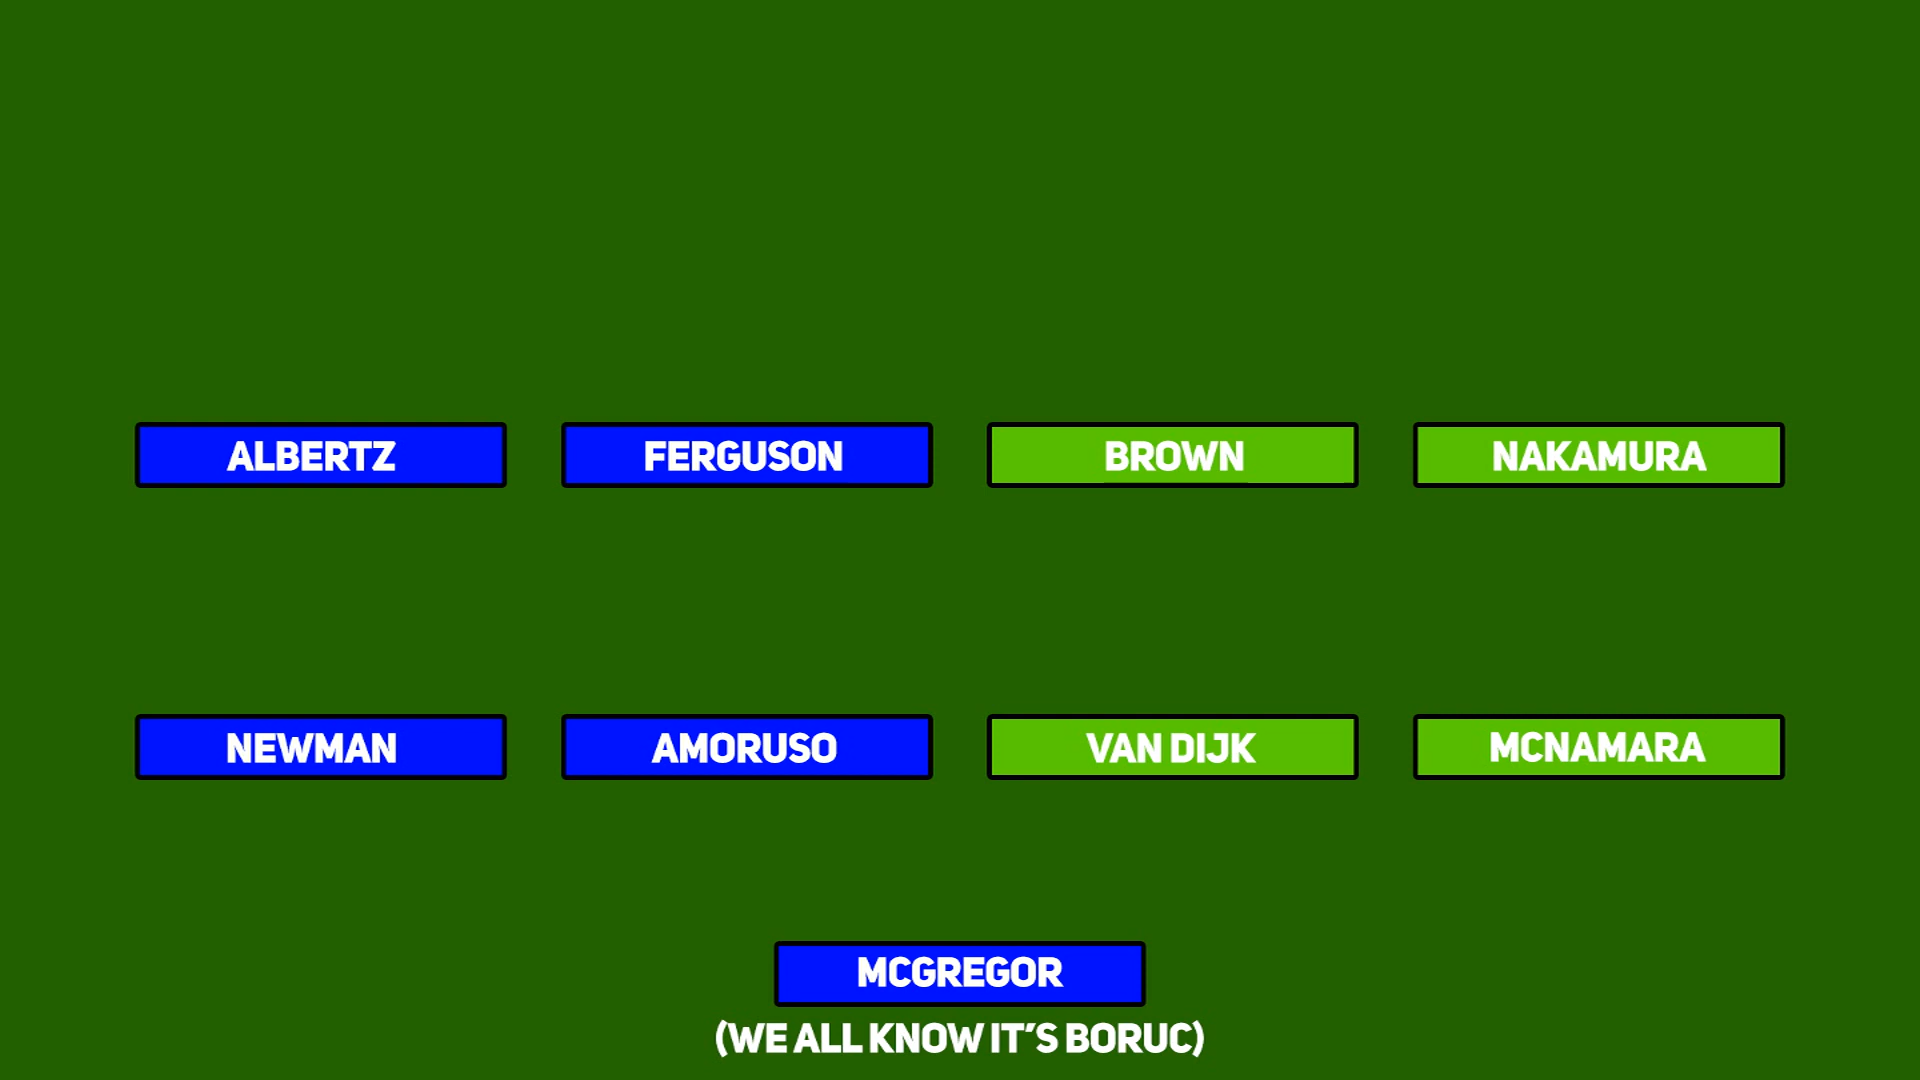 ALBERTZ FERGUSON BROWN NAKAMURA
NEWMAN AMORUSO VAN DIJK MCNAMARA
MCGREGOR
(WE ALL KNOW IT'S BORUC)